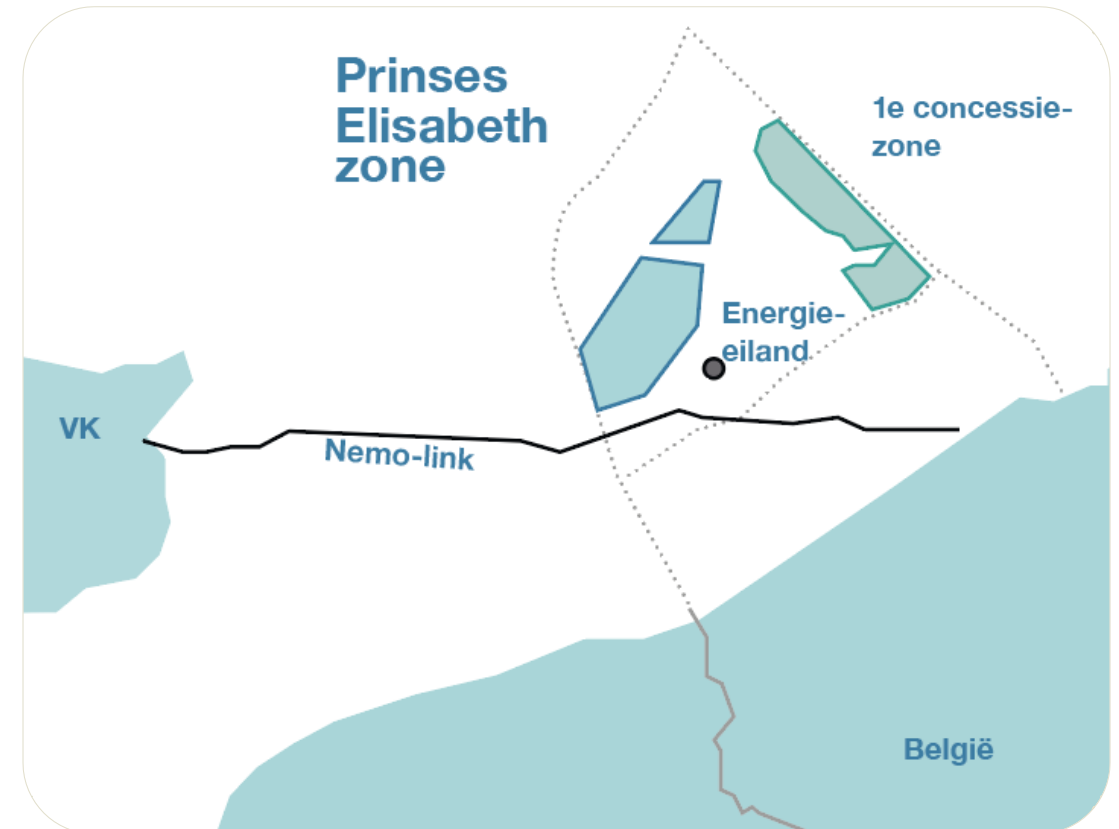 Prinses
Elisabeth
zone
1e concessie-
zone
Energie-
eiland
VK
Nemo-link
België